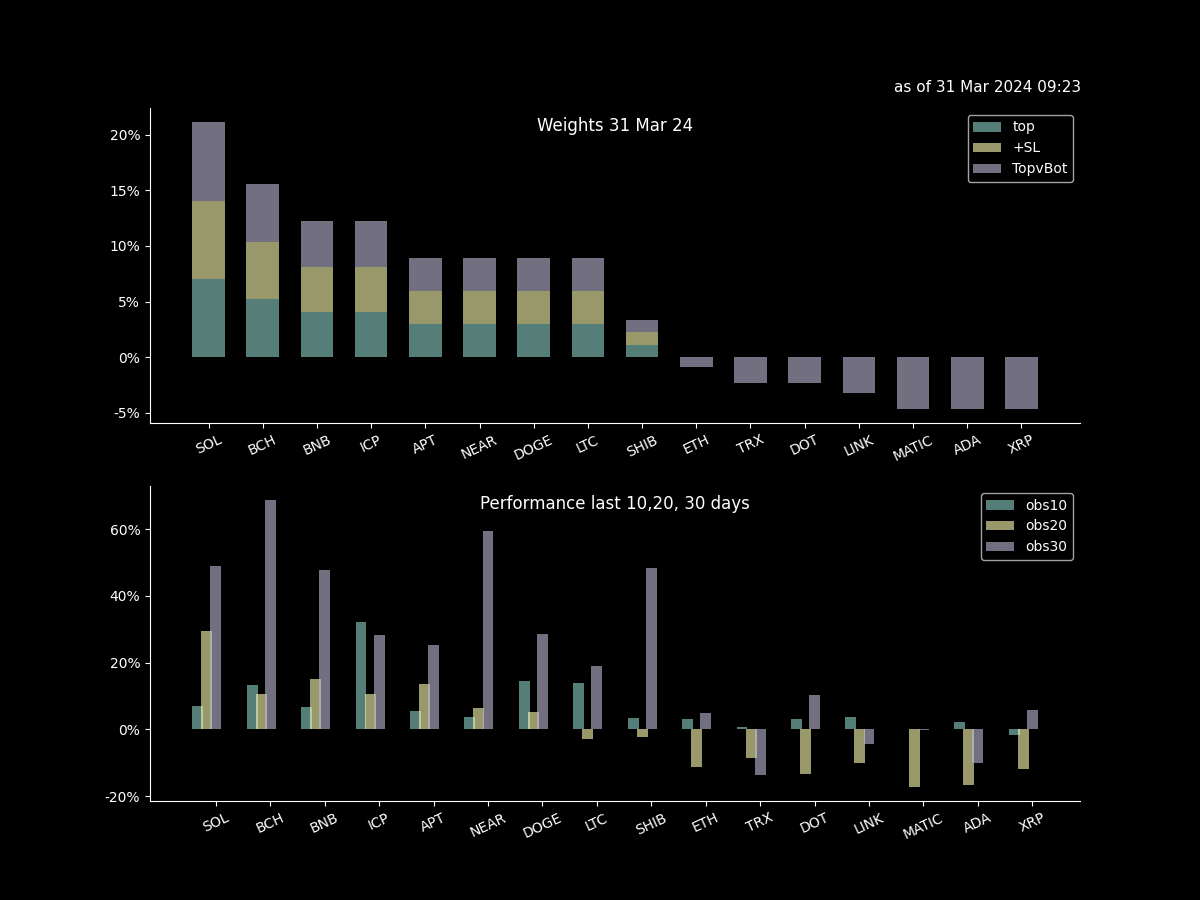 as of 31 Mar 2024 09:23
Weights 31 Mar 24
top
+SL
TopvBot
20%
15%
10%
5%
0%
-5%
SOL BCH BNB ICP APT NEAR DOGE LTC SHIB ETH TRX DOT LINK MATIC ADA XRP
Performance last 10,20, 30 days
obs10
obs20
obs30
60%
40%
20%
0%
-20%
SOL BCH BNB ICP APT NEAR DOGE LTC SHIB ETH TRX DOT LINK MATIC ADA XRP